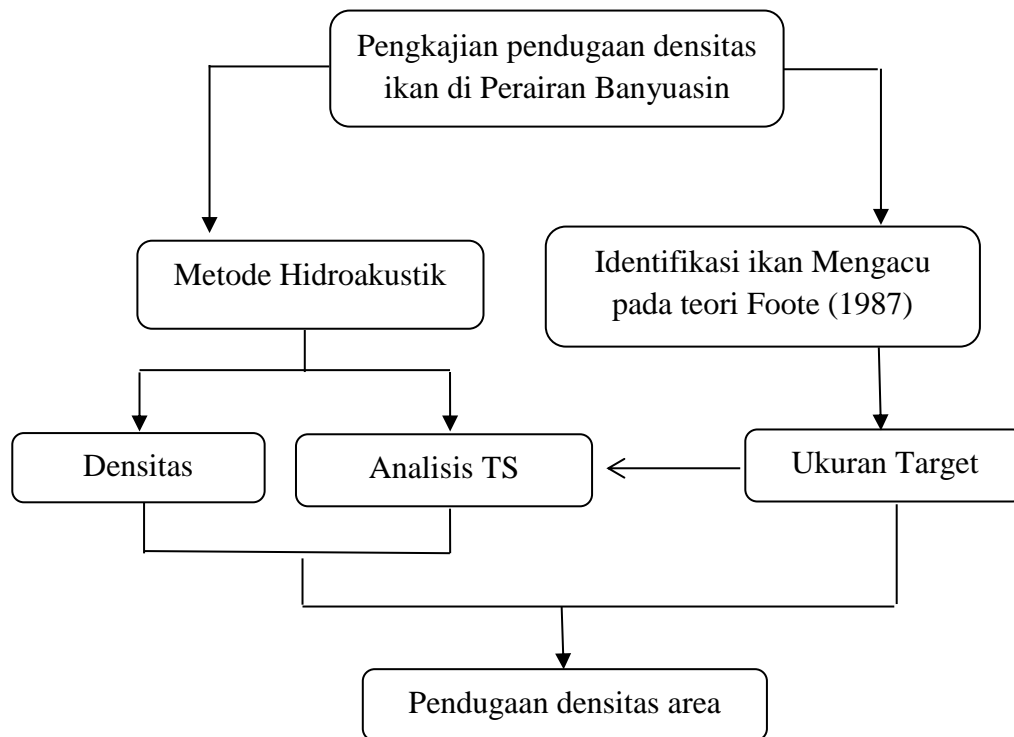 Pengkajian pendugaan densitas
ikan di Perairan Banyuasin
Metode Hidroakustik
Identifikasi ikan Mengacu
pada teori Foote (1987)
Densitas
Analisis TS
Ukuran Target
Pendugaan densitas area